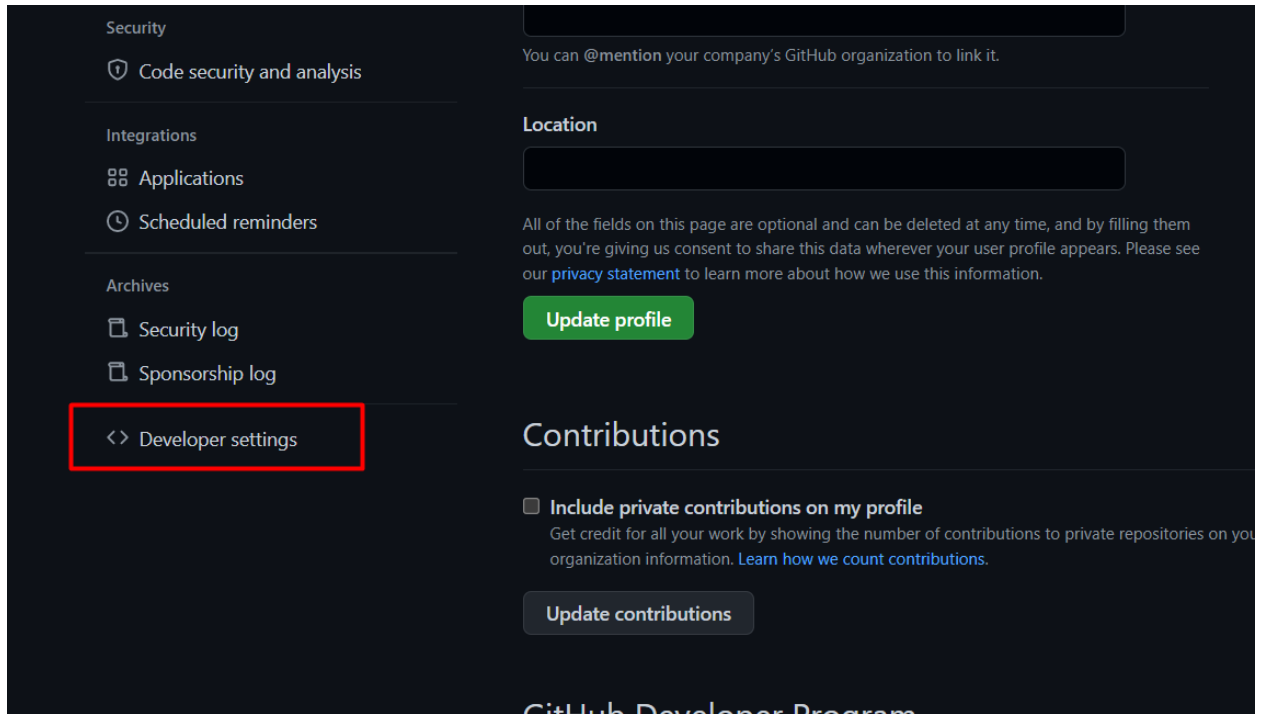 Security
Code security and analysis
Integrations
Applications
Scheduled reminders
Archives
Security log
Sponsorship log
Developer settings
You can @mention your company's GitHub organization to link it.
Location
All of the fields on this page are optional and can be deleted at any time, and by filling them
out, you're giving us consent to share this data wherever your user profile appears. Please see
our privacy statement to learn more about how we use this information.
Update profile
Contributions
Include private contributions on my profile
Get credit for all your work by showing the number of contributions to private repositories on
organization information. Learn how we count contributions.
Update contributions
GitHub Developer Program